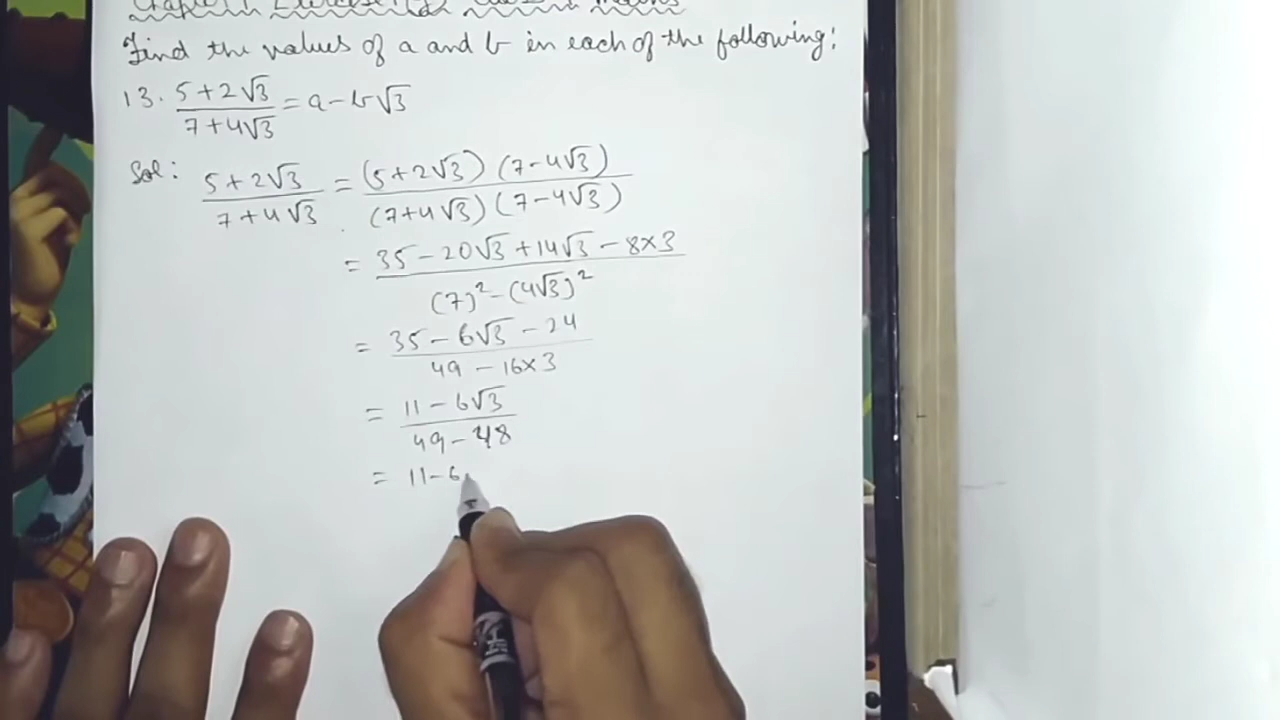 Find the values of a and b in each of the following:
13. (5+2√3)/(7+4√3) = a-b√3
Sol: (5+2√3)/(7+4√3) = (5+2√3)(7-4√3)/(7+4√3)(7-4√3)
= (35-20√3+14√3-8×3)/((7)²-(4√3)²)
= (35-6√3-24)/(49-16×3)
= (11-6√3)/(49-48)
= 11-6